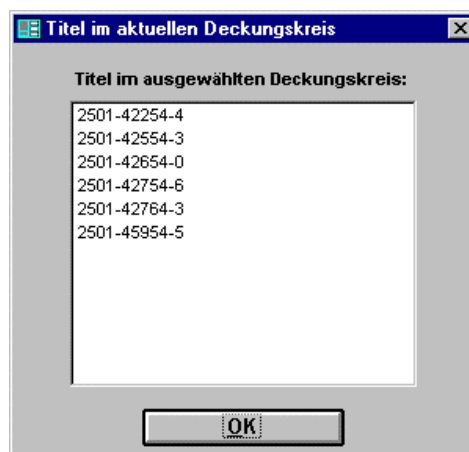 Titel im aktuellen Deckungskreis
Titel im ausgewählten Deckungskreis:
2501-42254-4
2501-42554-3
2501-42654-0
2501-42754-6
2501-42764-3
2501-45954-5
OK